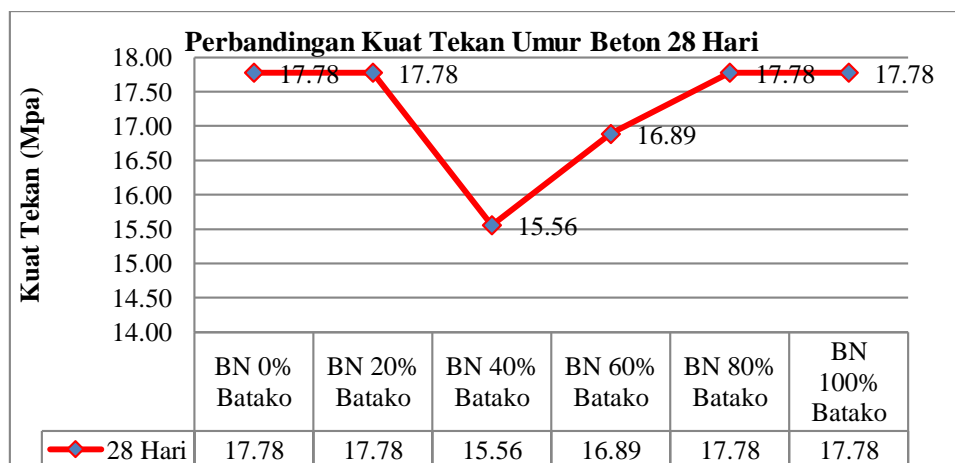 Perbandingan Kuat Tekan Umur Beton 28 Hari
Kuat Tekan (Mpa)
18.00
17.50
17.00
16.50
16.00
15.50
15.00
14.50
14.00
17.78
17.78
15.56
16.89
17.78
17.78
BN 0%
Batako
BN 20%
Batako
BN 40%
Batako
BN 60%
Batako
BN 80%
Batako
BN
100%
Batako
28 Hari 17.78 17.78 15.56 16.89 17.78 17.78